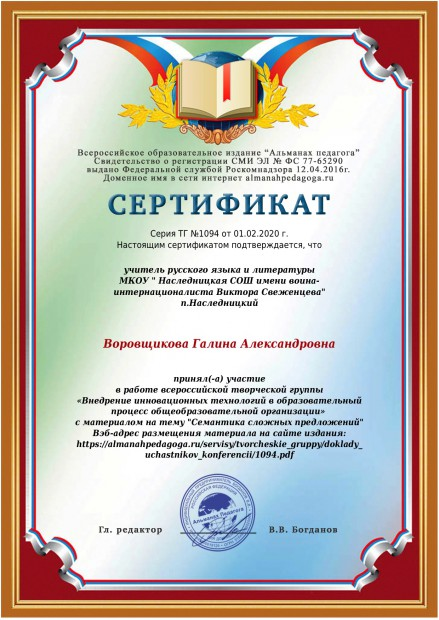 Всероссийское образовательное издание "Альманах педагога"
Свидетельство о регистрации СМИ ЭЛ № ФС 77-65290
выдано Федеральной службой Роскомнадзора 12.04.2016г.
Доменное имя в сети интернет almanahpedagoga.ru
СЕРТИФИКАТ
Серия ТГ №1094 от 01.02.2020 г.
Настоящим сертификатом подтверждается, что
учитель русского языка и литературы
МКОУ " Наследницкая СОШ имени воина-
интернационалиста Виктора Свеженцева"
п.Наследницкий
Воровщикова Галина Александровна
принял(-а) участие
в работе всероссийской творческой группы
«Внедрение инновационных технологий в образовательный
процесс общеобразовательной организации»
с материалом на тему "Семантика сложных предложений"
Вэб-адрес размещения материала на сайте издания:
https://almanahpedagoga.ru/servisy/tvorcheskie_gruppy/doklady_
uchastnikov_konferencii/1094.pdf
Альманах Педагога
Гл. редактор В.В. Богданов